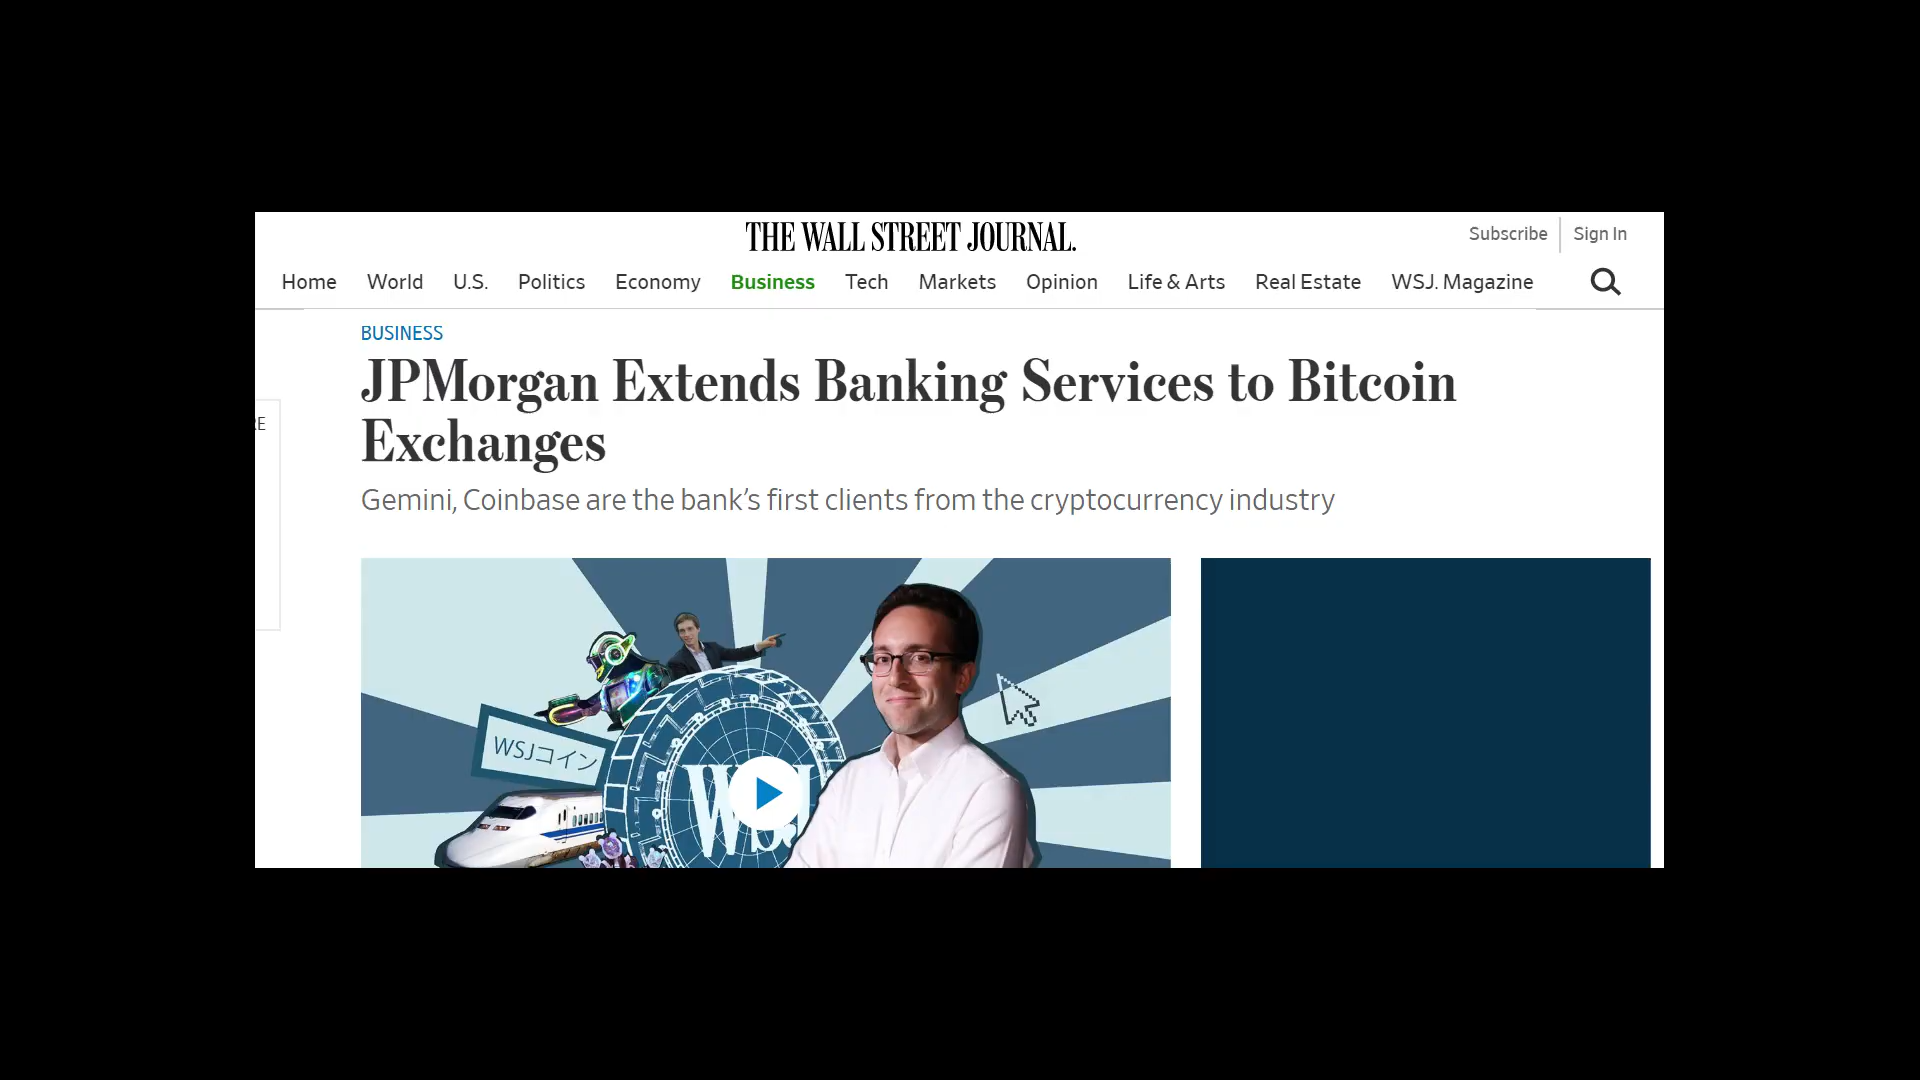 THE WALL STREET JOURNAL.
Subscribe
Sign In
Home World U.S. Politics Economy Business Tech Markets Opinion Life & Arts Real Estate WSJ. Magazine
BUSINESS
JPMorgan Extends Banking Services to Bitcoin
Exchanges
Gemini, Coinbase are the bank's first clients from the cryptocurrency industry
WSJコイン
WSJ